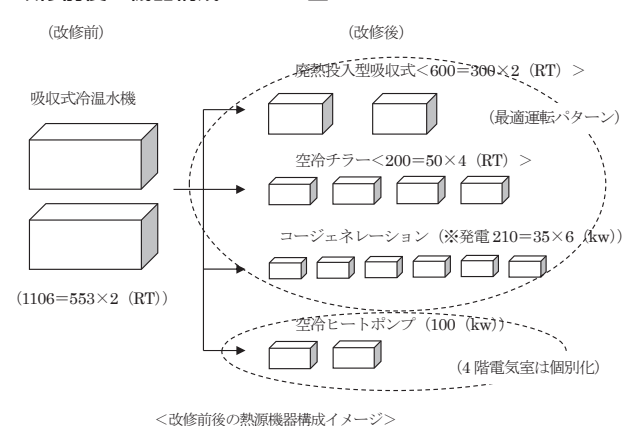 (改修前)
(改修後)
廃熱投入型吸収式<600=300×2(RT)>
吸収式冷温水機
(最適運転パターン)
空冷チラー<200=50×4(RT)>
コージェネレーション(※発電 210=35×6(kw))
(1106=553×2(RT))
空冷ヒートポンプ(100(kw))
(4 階電気室は個別化)
<改修前後の熱源機器構成イメージ>